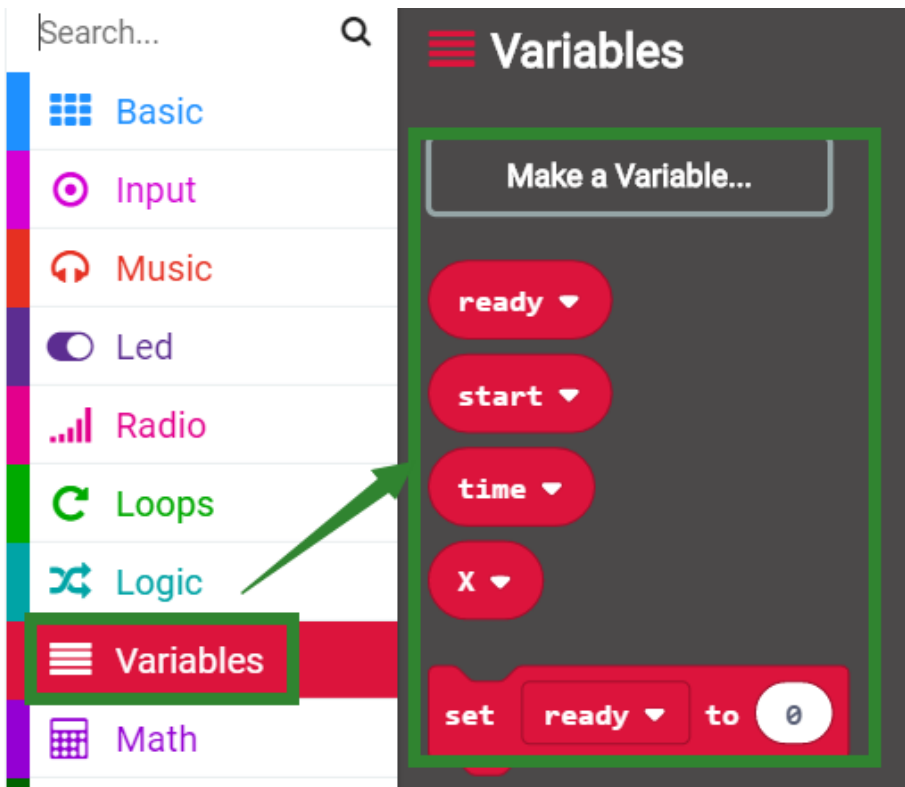 Search...
Basic
Input
Music
Led
Radio
Loops
Logic
Variables
Math
Variables
Make a Variable...
ready
start
time
X
set ready to 0